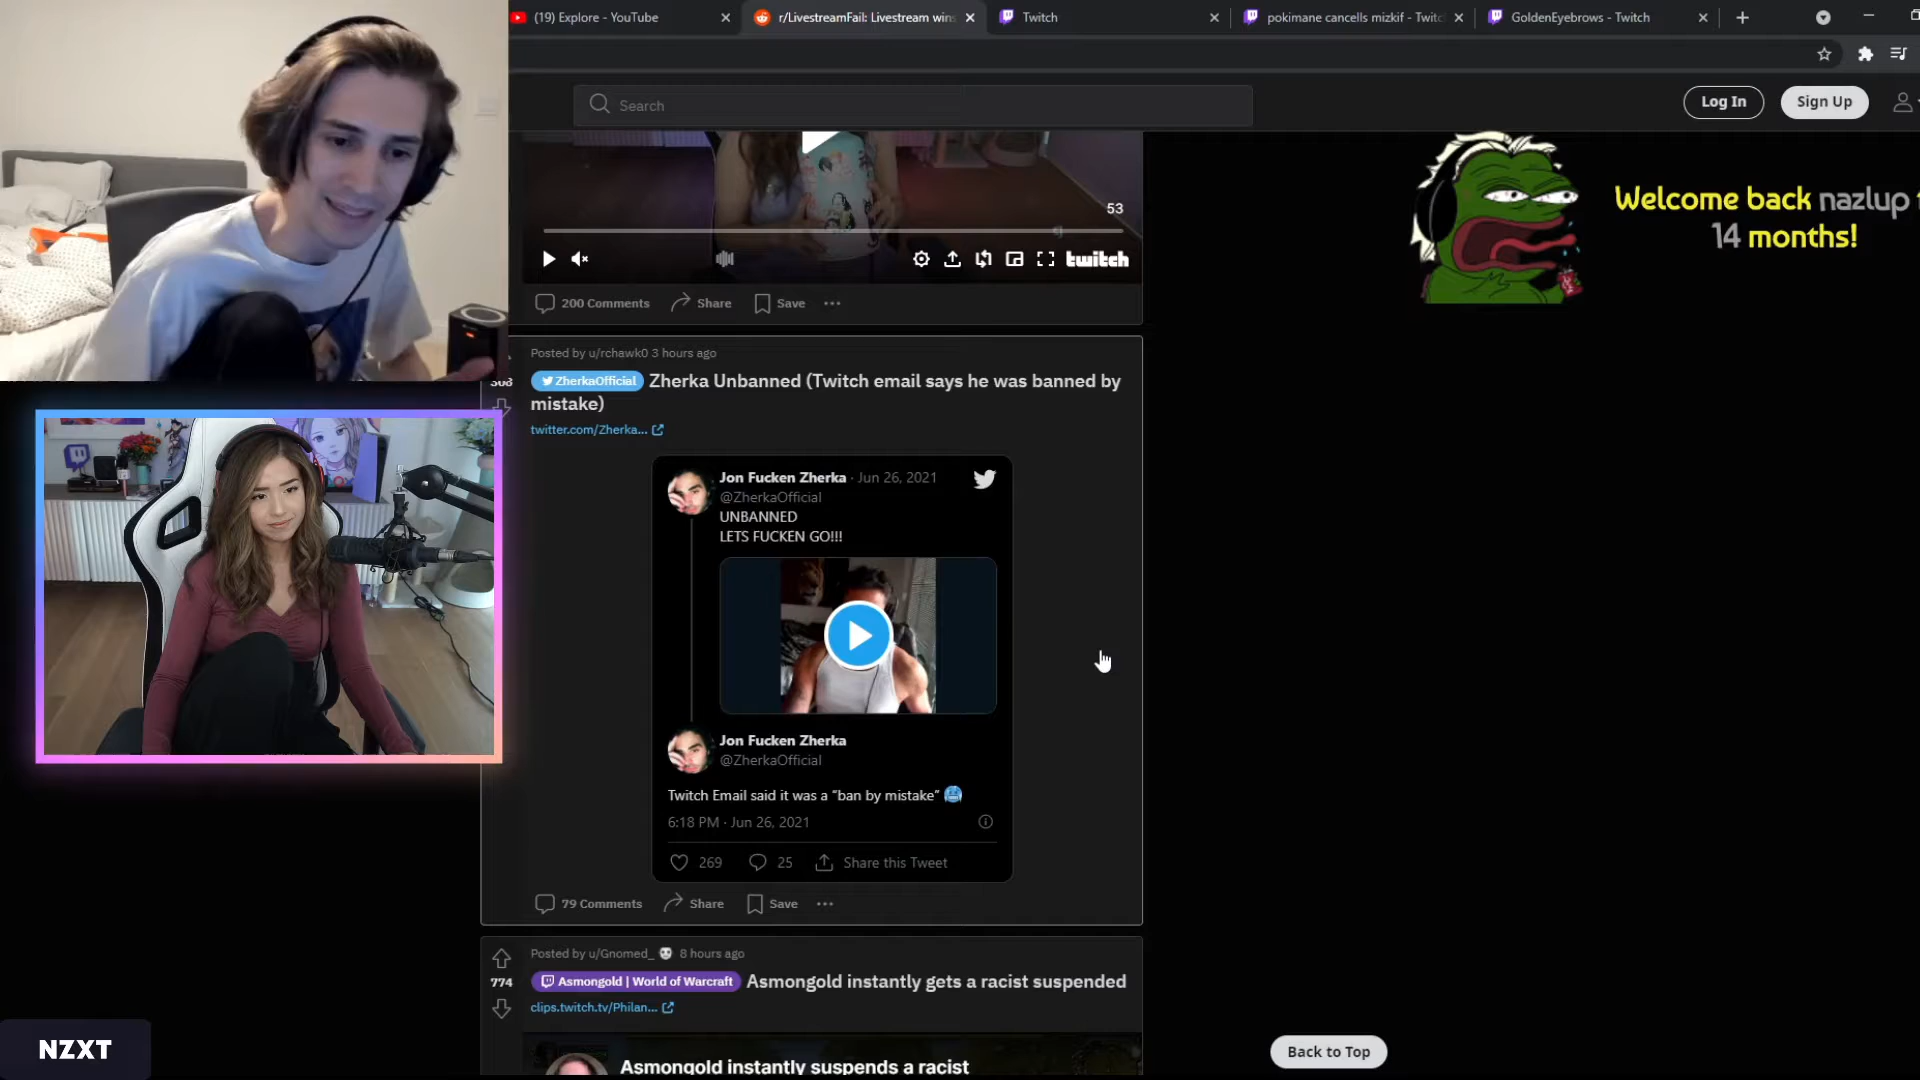 (19) Explore - YouTube
r/LivestreamFail: Livestream wins
Twitch
pokimane cancells mizkif - Twitc
GoldenEyebrows - Twitch
Search
Log In
Sign Up
Welcome back nazlup
14 months!
53
twitch
200 Comments
Share
Save
Posted by u/rchawk0 3 hours ago
308
ZherkaOfficial Zherka Unbanned (Twitch email says he was banned by
mistake)
twitter.com/Zherka...
Jon Fucken Zherka · Jun 26, 2021
@ZherkaOfficial
UNBANNED
LETS FUCKEN GO!!!
Jon Fucken Zherka
@ZherkaOfficial
Twitch Email said it was a “ban by mistake” 🥶
6:18 PM · Jun 26, 2021
269
25
Share this Tweet
79 Comments
Share
Save
Posted by u/Gnomed_ 8 hours ago
774
Asmongold | World of Warcraft Asmongold instantly gets a racist suspended
clips.twitch.tv/Philan...
Asmongold instantly suspends a racist
NZXT
Back to Top